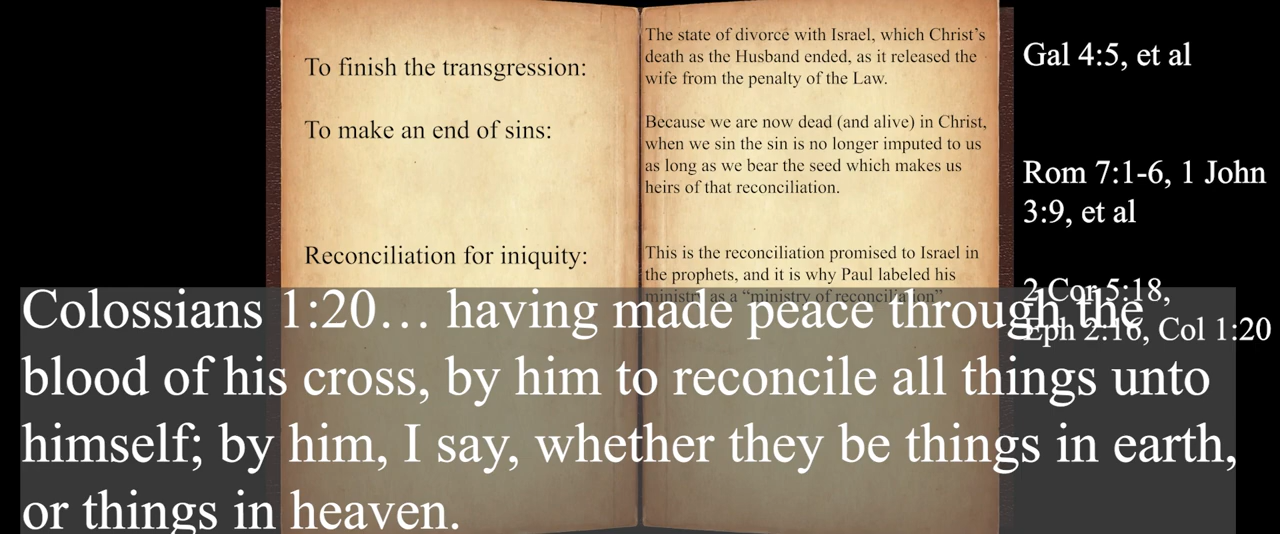 To finish the transgression:
The state of divorce with Israel, which Christ's
death as the Husband ended, as it released the
wife from the penalty of the Law.
Gal 4:5, et al
To make an end of sins:
Because we are now dead (and alive) in Christ,
when we sin the sin is no longer imputed to us
as long as we bear the seed which makes us
heirs of that reconciliation.
Rom 7:1-6, 1 John
3:9, et al
Reconciliation for iniquity:
This is the reconciliation promised to Israel in
the prophets, and it is why Paul labeled his
ministry as a “ministry of reconciliation”
2 Cor 5:18,
Eph 2:16, Col 1:20
Colossians 1:20… having made peace through the
blood of his cross, by him to reconcile all things unto
himself; by him, I say, whether they be things in earth,
or things in heaven.